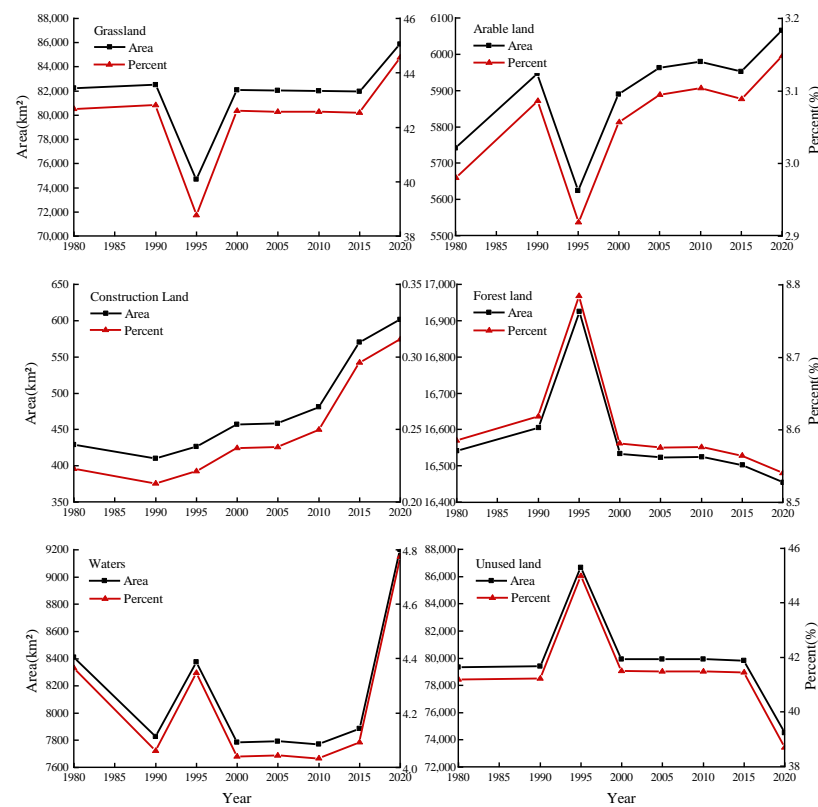 Grassland
Area
Percent
Area(km²)
88,000
86,000
84,000
82,000
80,000
78,000
76,000
74,000
72,000
70,000
46
44
42
40
38
1980 1985 1990 1995 2000 2005 2010 2015 2020
Arable land
Area
Percent
6100
6000
5900
5800
5700
5600
5500
3.2
3.1
3.0
2.9
Percent(%)
1980 1985 1990 1995 2000 2005 2010 2015 2020
Construction Land
Area
Percent
Area(km²)
650
600
550
500
450
400
350
0.35
0.30
0.25
0.20
1980 1985 1990 1995 2000 2005 2010 2015 2020
Forest land
Area
Percent
17,000
16,900
16,800
16,700
16,600
16,500
16,400
8.8
8.7
8.6
8.5
Percent(%)
1980 1985 1990 1995 2000 2005 2010 2015 2020
Waters
Area
Percent
Area(km²)
9200
9000
8800
8600
8400
8200
8000
7800
7600
4.8
4.6
4.4
4.2
4.0
1980 1985 1990 1995 2000 2005 2010 2015 2020
Year
Unused land
Area
Percent
88,000
86,000
84,000
82,000
80,000
78,000
76,000
74,000
72,000
46
45
42
39
38
Percent(%)
1980 1985 1990 1995 2000 2005 2010 2015 2020
Year